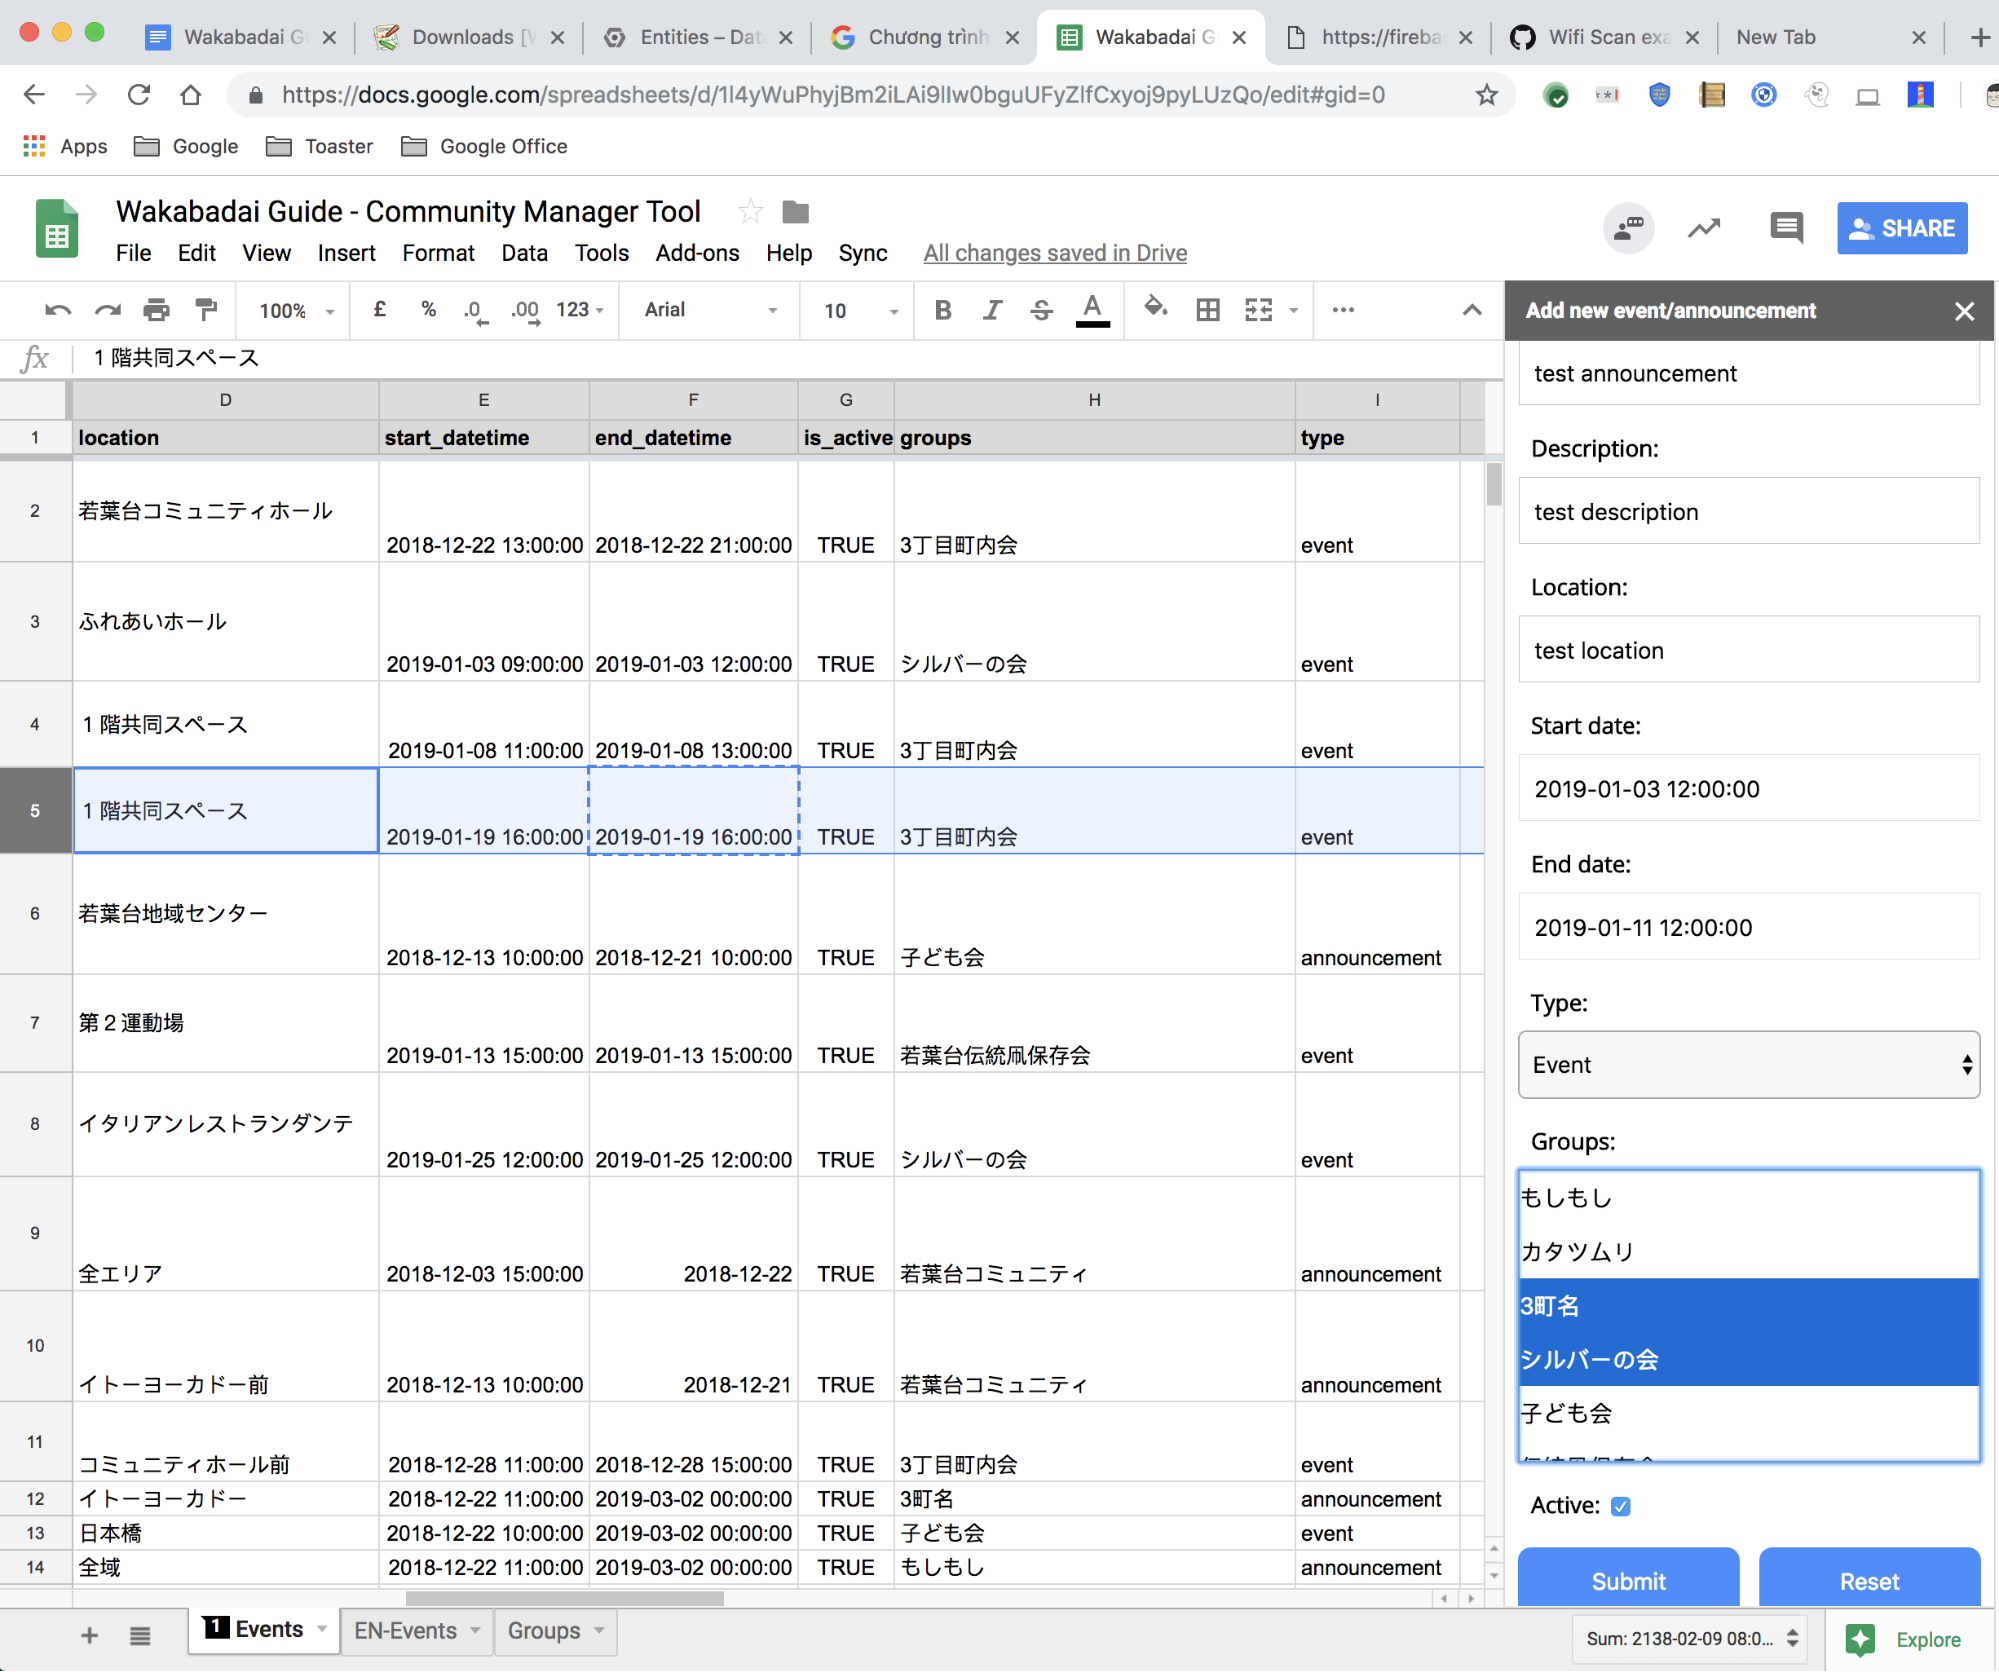 Wakabadai G
Downloads [W
Entities – Dat
Chương trình
Wakabadai G
https://fireba
Wifi Scan exa
New Tab
https://docs.google.com/spreadsheets/d/1I4yWuPhyjBm2iLAi9lIw0bguUFyZlfCxyoj9pyLUzQo/edit#gid=0
Apps
Google
Toaster
Google Office
Wakabadai Guide - Community Manager Tool
File Edit View Insert Format Data Tools Add-ons Help Sync All changes saved in Drive
SHARE
100% £ % .0 .00 123 Arial 10 B I S A ...
fx 1 階共同スペース
D E F G H I
1 location start_datetime end_datetime is_active groups type
2 若葉台コミュニティホール 2018-12-22 13:00:00 2018-12-22 21:00:00 TRUE 3丁目町内会 event
3 ふれあいホール 2019-01-03 09:00:00 2019-01-03 12:00:00 TRUE シルバーの会 event
4 1 階共同スペース 2019-01-08 11:00:00 2019-01-08 13:00:00 TRUE 3丁目町内会 event
5 1 階共同スペース 2019-01-19 16:00:00 2019-01-19 16:00:00 TRUE 3丁目町内会 event
6 若葉台地域センター 2018-12-13 10:00:00 2018-12-21 10:00:00 TRUE 子ども会 announcement
7 第２運動場 2019-01-13 15:00:00 2019-01-13 15:00:00 TRUE 若葉台伝統凧保存会 event
8 イタリアンレストランダンテ 2019-01-25 12:00:00 2019-01-25 12:00:00 TRUE シルバーの会 event
9 全エリア 2018-12-03 15:00:00 2018-12-22 TRUE 若葉台コミュニティ announcement
10 イトーヨーカドー前 2018-12-13 10:00:00 2018-12-21 TRUE 若葉台コミュニティ announcement
11 コミュニティホール前 2018-12-28 11:00:00 2018-12-28 15:00:00 TRUE 3丁目町内会 event
12 イトーヨーカドー 2018-12-22 11:00:00 2019-03-02 00:00:00 TRUE 3町名 announcement
13 日本橋 2018-12-22 10:00:00 2019-03-02 00:00:00 TRUE 子ども会 event
14 全域 2018-12-22 11:00:00 2019-03-02 00:00:00 TRUE もしもし announcement
Add new event/announcement
test announcement
Description:
test description
Location:
test location
Start date:
2019-01-03 12:00:00
End date:
2019-01-11 12:00:00
Type:
Event
Groups:
もしもし
カタツムリ
3町名
シルバーの会
子ども会
Active:
Submit
Reset
1 Events
EN-Events
Groups
Sum: 2138-02-09 08:0...
Explore